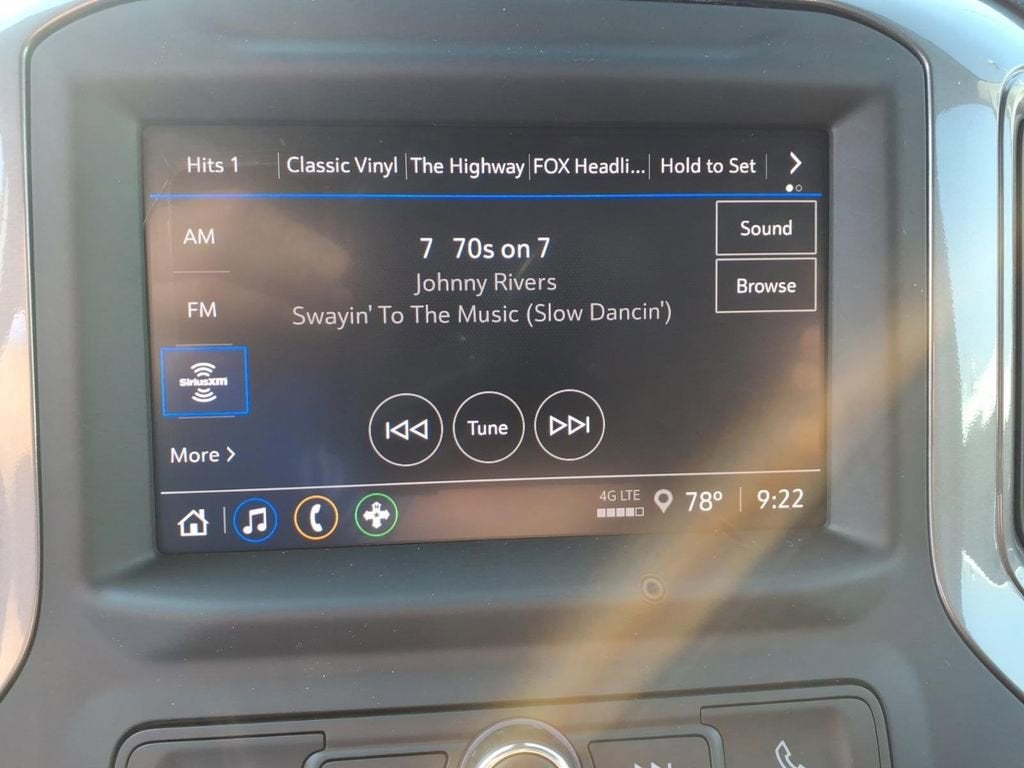 Hits 1 Classic Vinyl The Highway FOX Headli... Hold to Set
AM
7 70s on 7
Sound
Johnny Rivers
Browse
FM
Swayin' To The Music (Slow Dancin')
SiriusXM
Tune
More
4G LTE
78° 9:22